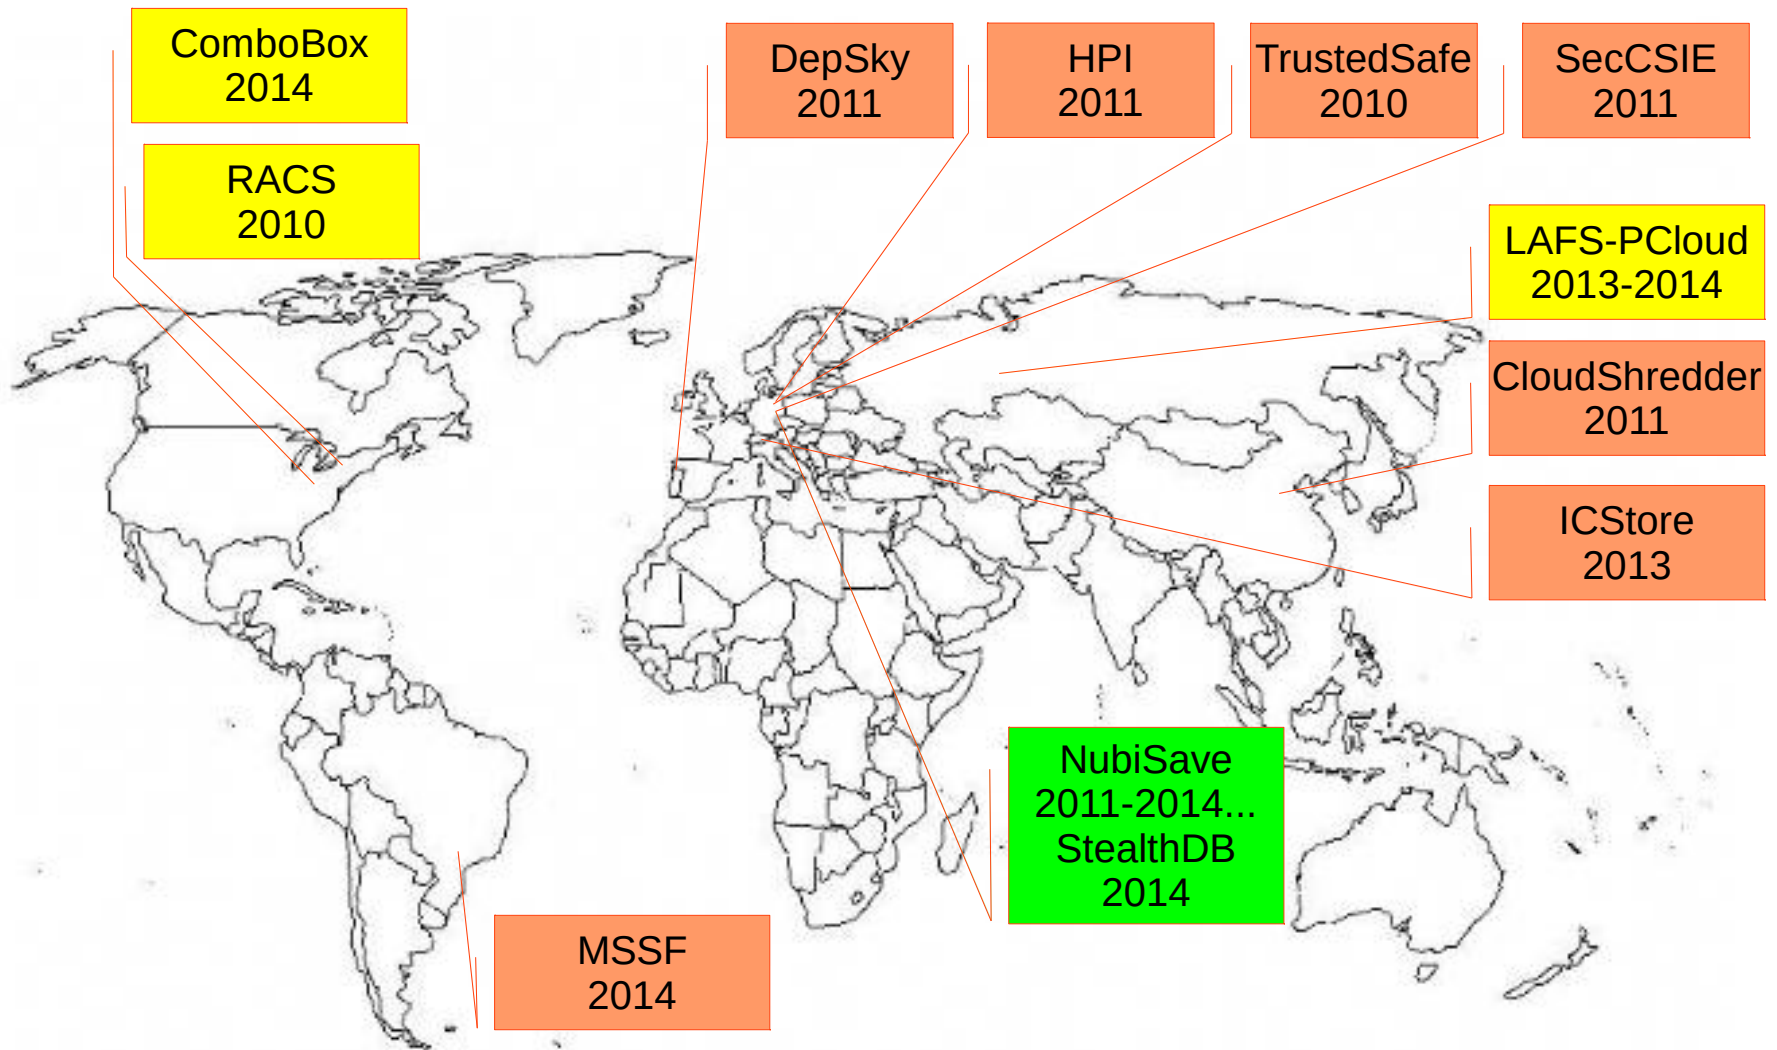 ComboBox
2014
RACS
2010
DepSky
2011
HPI
2011
TrustedSafe
2010
SecCSIE
2011
LAFS-PCloud
2013-2014
CloudShredder
2011
ICStore
2013
NubiSave
2011-2014...
StealthDB
2014
MSSF
2014